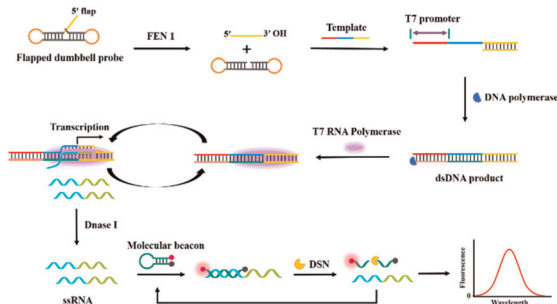 5' flap
Flapped dumbbell probe
FEN 1
5'
3' OH
+
Template
T7 promoter
DNA polymerase
dsDNA product
T7 RNA Polymerase
Transcription
Dnase I
ssRNA
Molecular beacon
DSN
Fluorescence
0
Wavelength